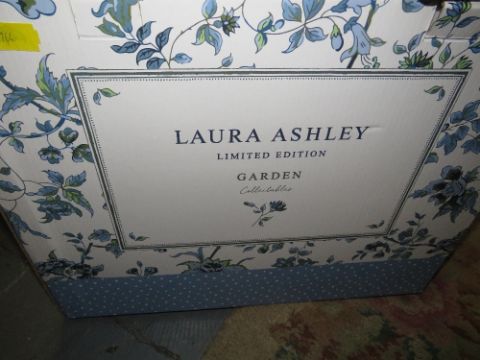 LAURA ASHLEY
LIMITED EDITION
GARDEN
Collectables